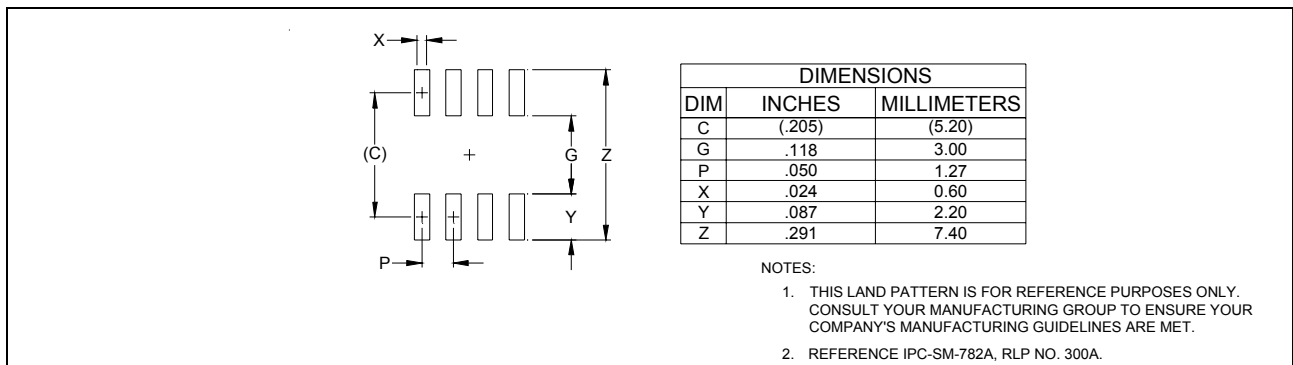 X
(C)
G
Z
Y
P
DIMENSIONS
DIM INCHES MILLIMETERS
C (.205) (5.20)
G .118 3.00
P .050 1.27
X .024 0.60
Y .087 2.20
Z .291 7.40
NOTES:
1. THIS LAND PATTERN IS FOR REFERENCE PURPOSES ONLY.
CONSULT YOUR MANUFACTURING GROUP TO ENSURE YOUR
COMPANY'S MANUFACTURING GUIDELINES ARE MET.
2. REFERENCE IPC-SM-782A, RLP NO. 300A.